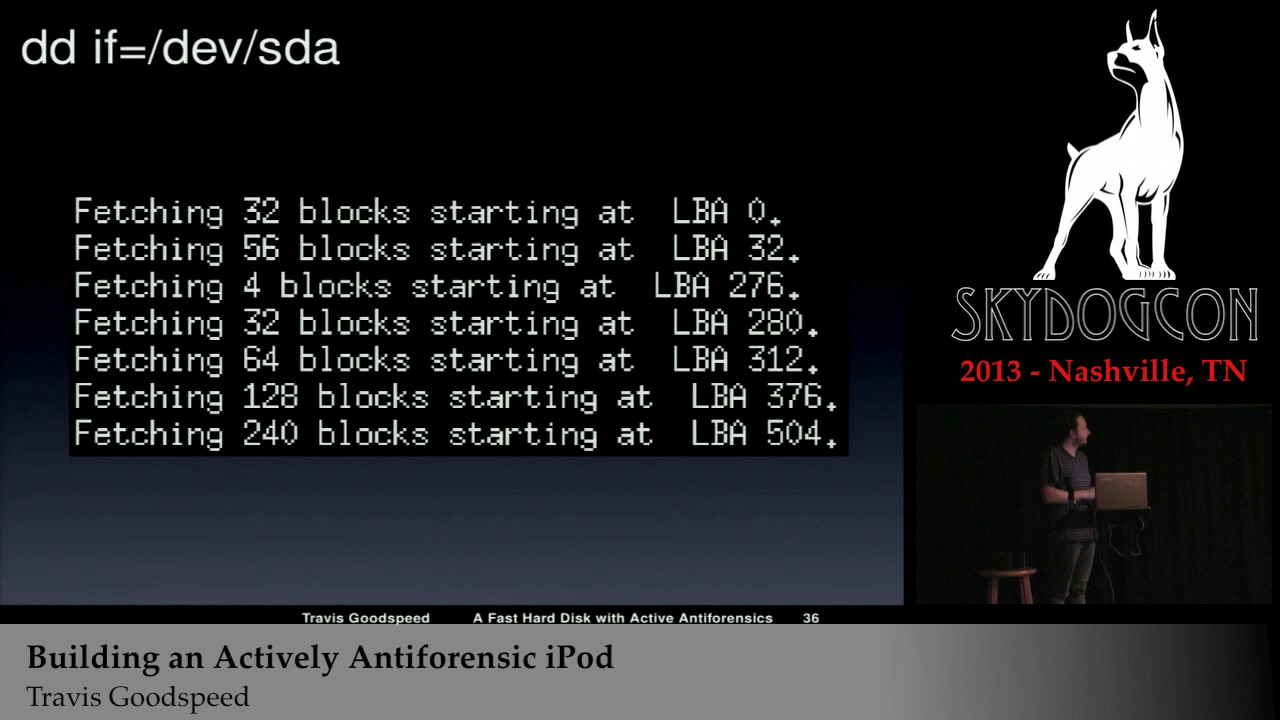 dd if=/dev/sda
Fetching 32 blocks starting at  LBA 0.
Fetching 56 blocks starting at  LBA 32.
Fetching 4 blocks starting at  LBA 276.
Fetching 32 blocks starting at  LBA 280.
Fetching 64 blocks starting at  LBA 312.
Fetching 128 blocks starting at  LBA 376.
Fetching 240 blocks starting at  LBA 504.
Travis Goodspeed A Fast Hard Disk with Active Antiforensics 36
SKYDOGCON
2013 - Nashville, TN
Building an Actively Antiforensic iPod
Travis Goodspeed